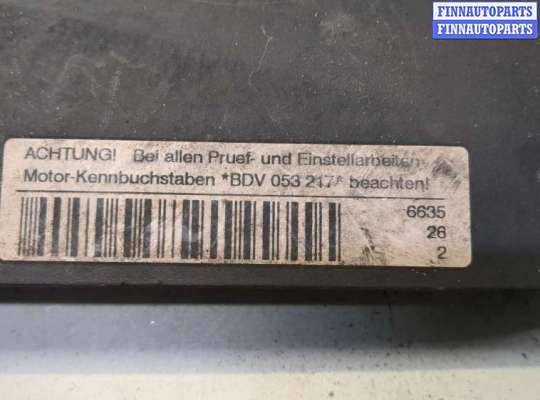 FINNAUTOPARTS
FINNAUTOPARTS
ACHTUNG! Bei allen Pruef- und Einstellarbeiten
Motor-Kennbuchstaben *BDV 053 217* beachten!
6635
26
2